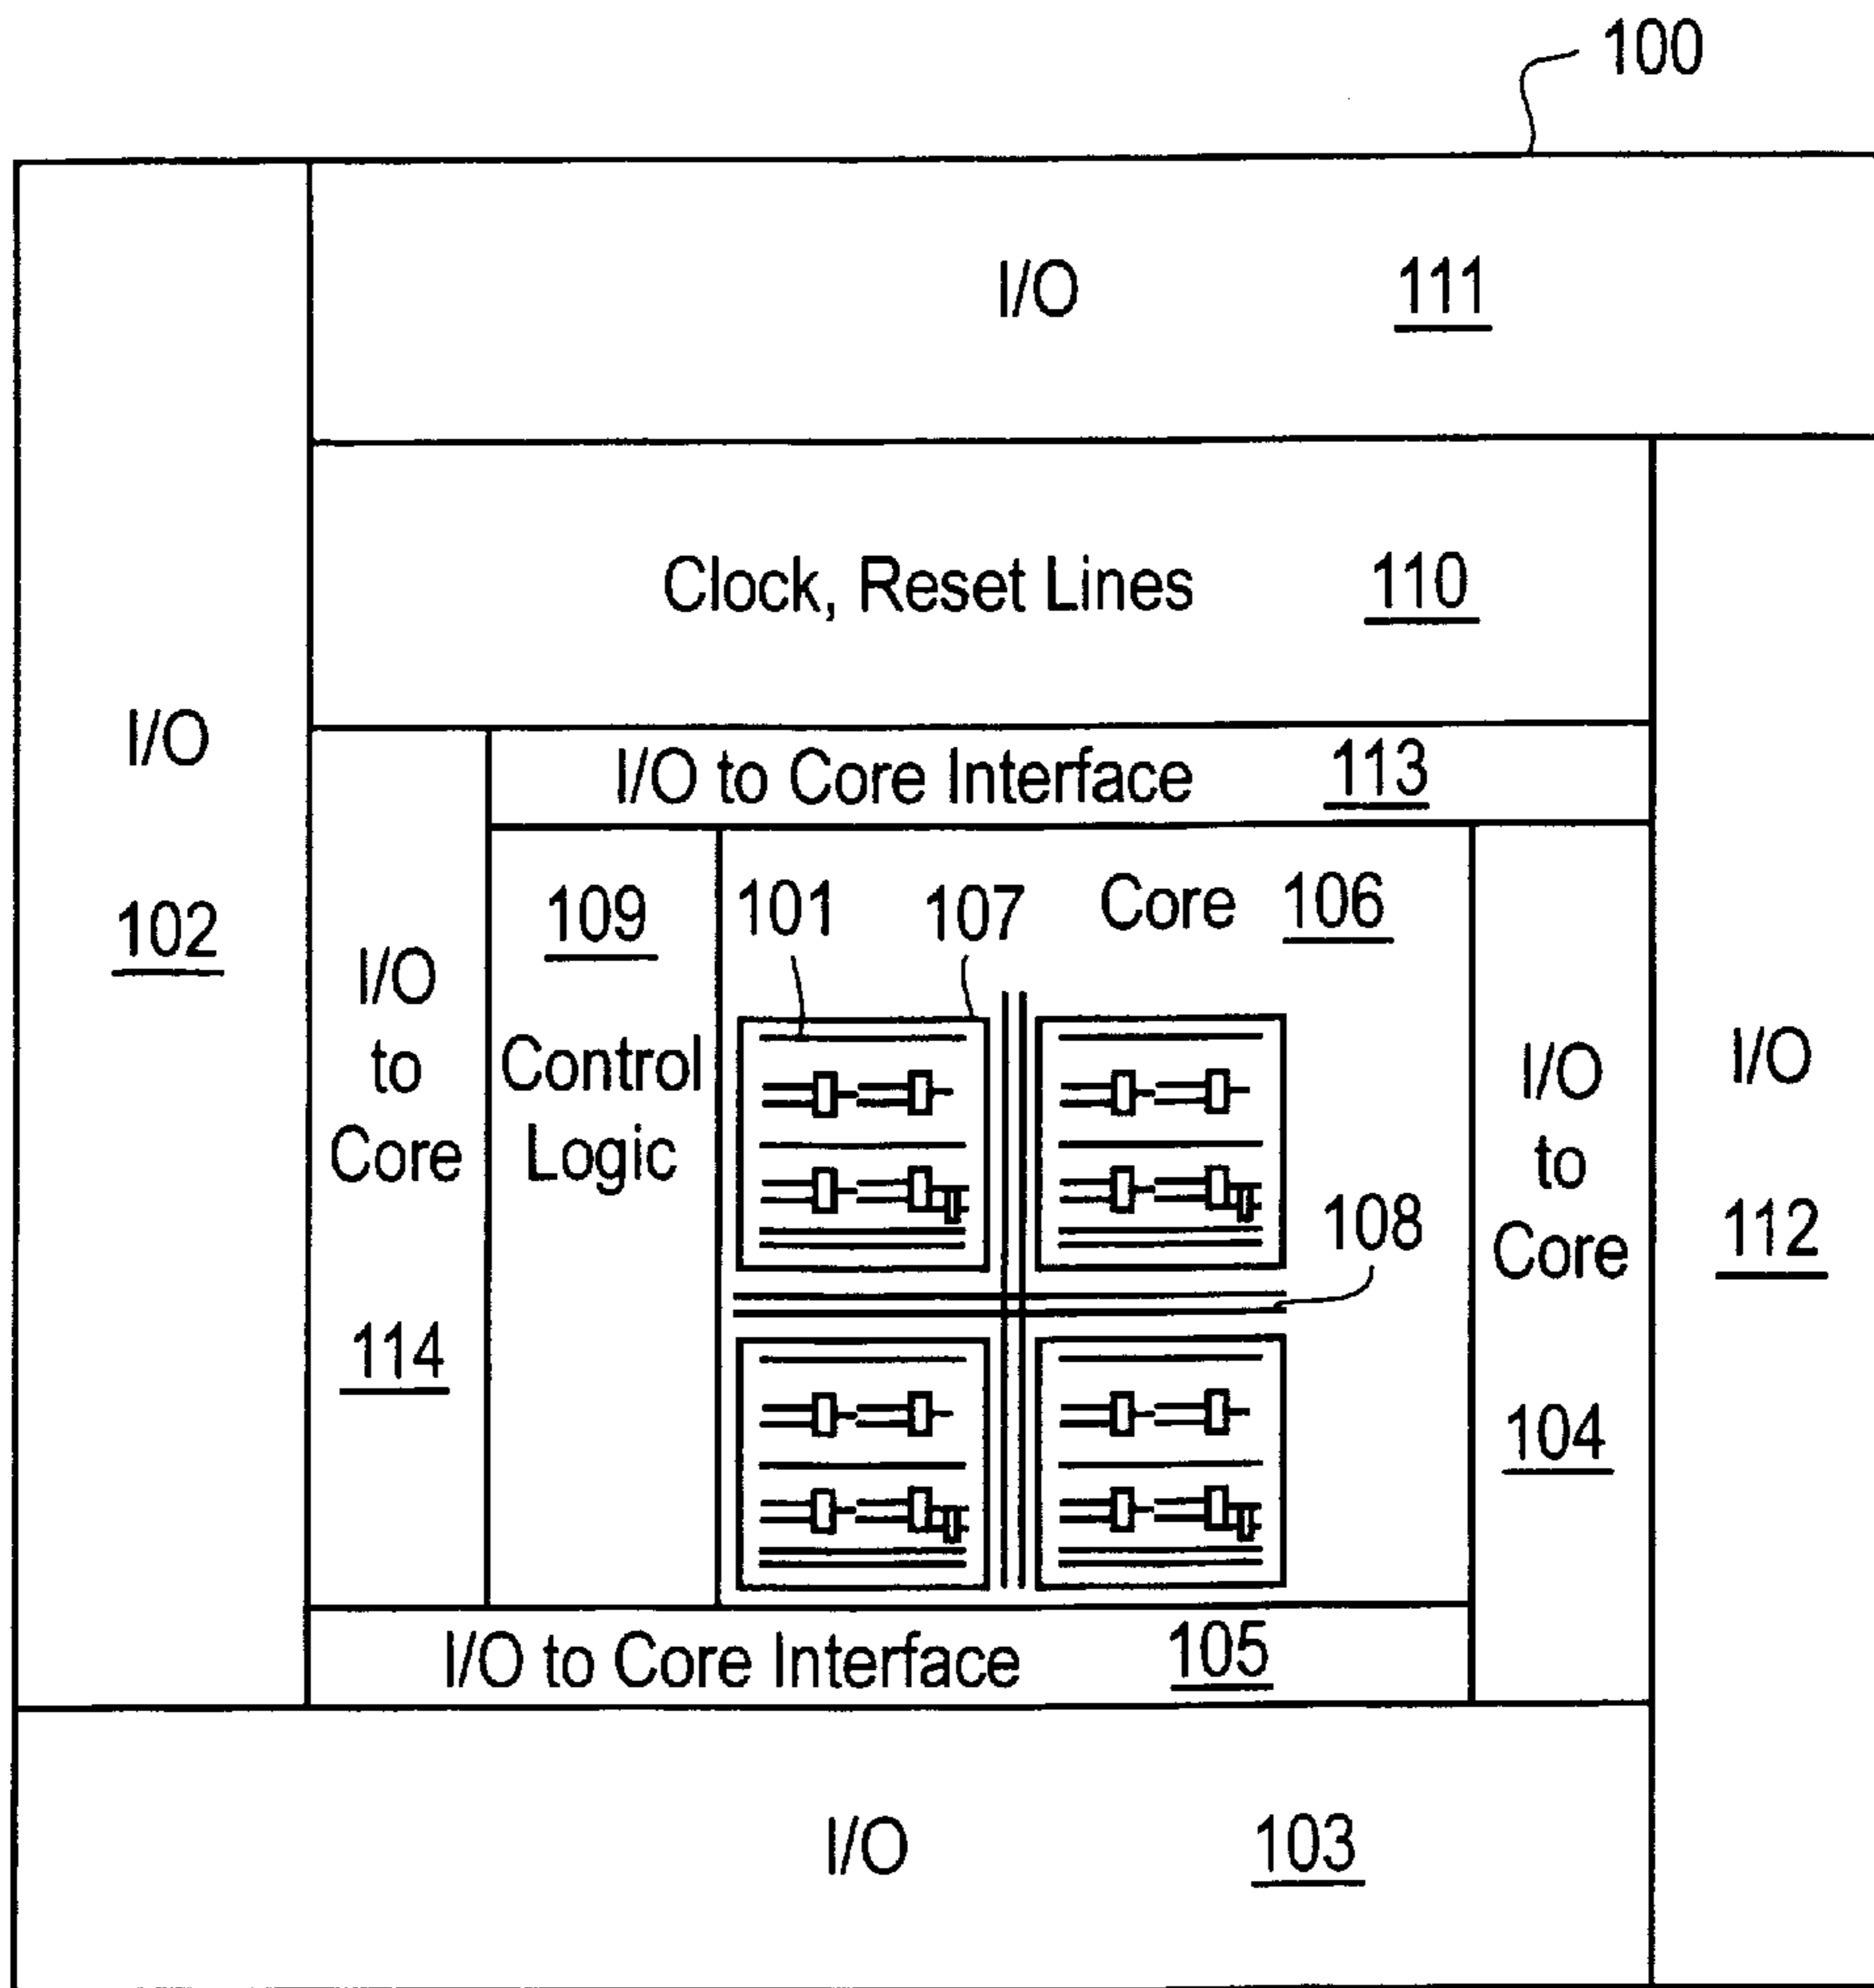 100
I/O 111
Clock, Reset Lines 110
I/O
102
I/O to Core Interface 113
I/O
to
Core
114
109
Control
Logic
101 107 Core 106
108
I/O
to
Core
104
I/O
112
I/O to Core Interface 105
I/O 103